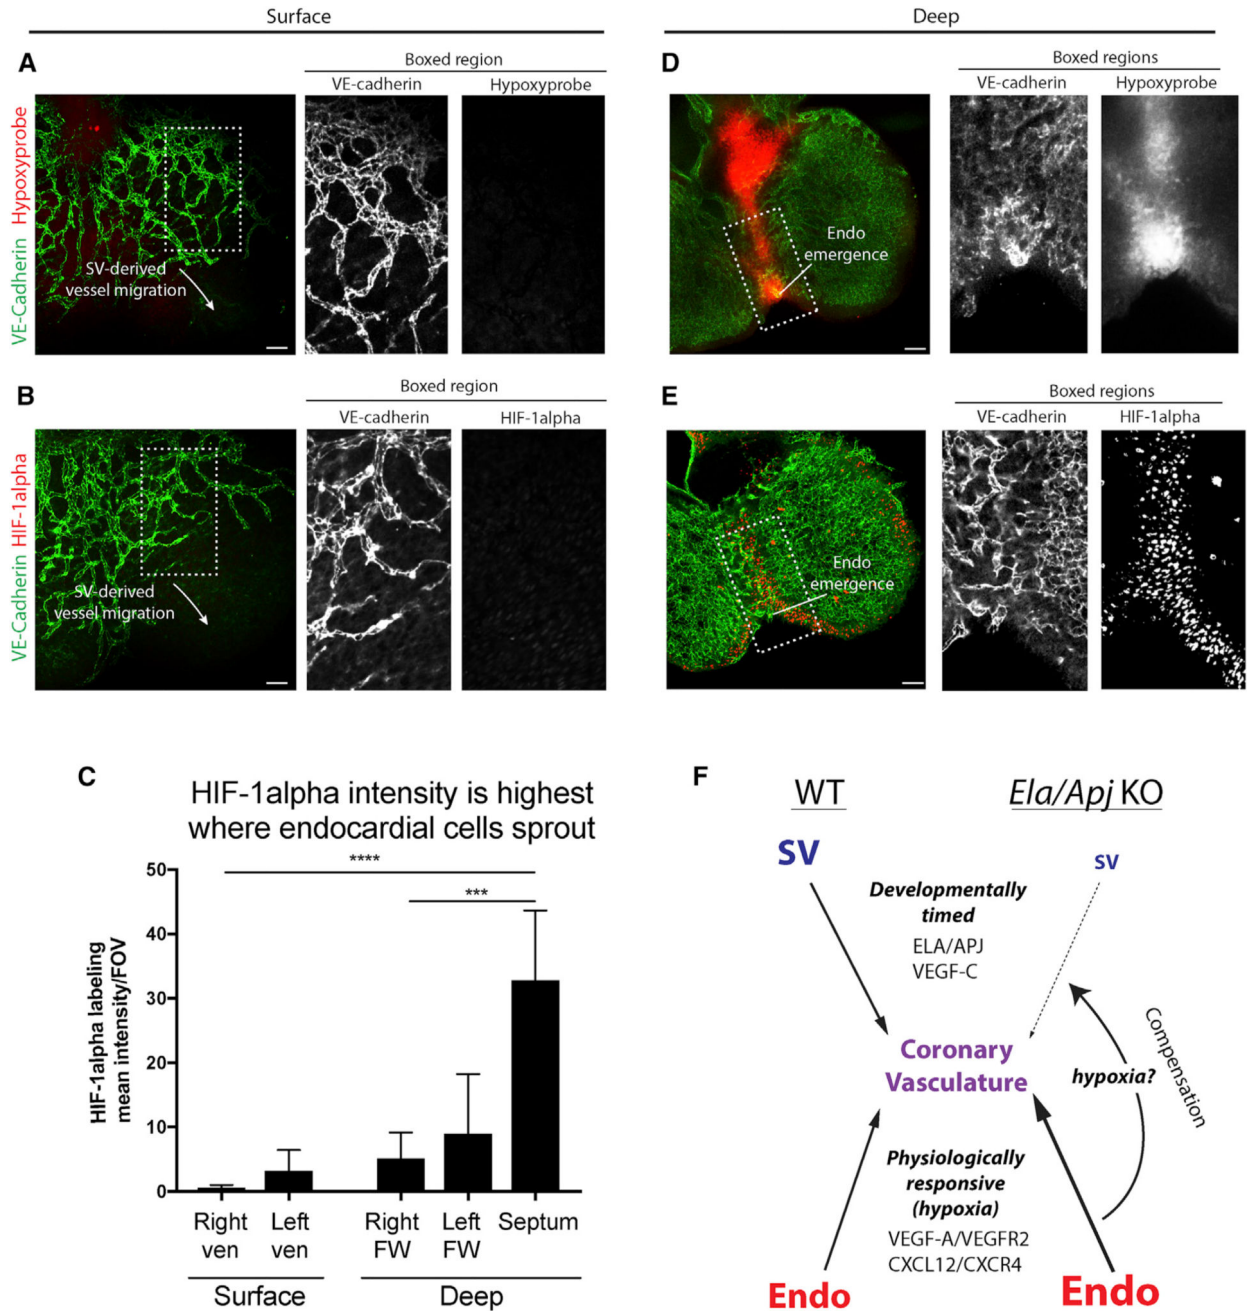 Surface
Deep
A
Boxed region
VE-cadherin
Hypoxyprobe
VE-Cadherin Hypoxyprobe
SV-derived
vessel migration
D
Boxed regions
VE-cadherin
Hypoxyprobe
Endo
emergence
B
Boxed region
VE-cadherin
HIF-1alpha
VE-Cadherin HIF-1alpha
SV-derived
vessel migration
E
Boxed regions
VE-cadherin
HIF-1alpha
Endo
emergence
C
HIF-1alpha intensity is highest
where endocardial cells sprout
HIF-1alpha labeling
mean intensity/FOV
50
40
30
20
10
0
****
***
Right
ven
Left
ven
Right
FW
Left
FW
Septum
Surface
Deep
F
WT
Ela/Apj KO
SV
SV
Developmentally
timed
ELA/APJ
VEGF-C
Coronary
Vasculature
hypoxia?
Compensation
Physiologically
responsive
(hypoxia)
VEGF-A/VEGFR2
CXCL12/CXCR4
Endo
Endo